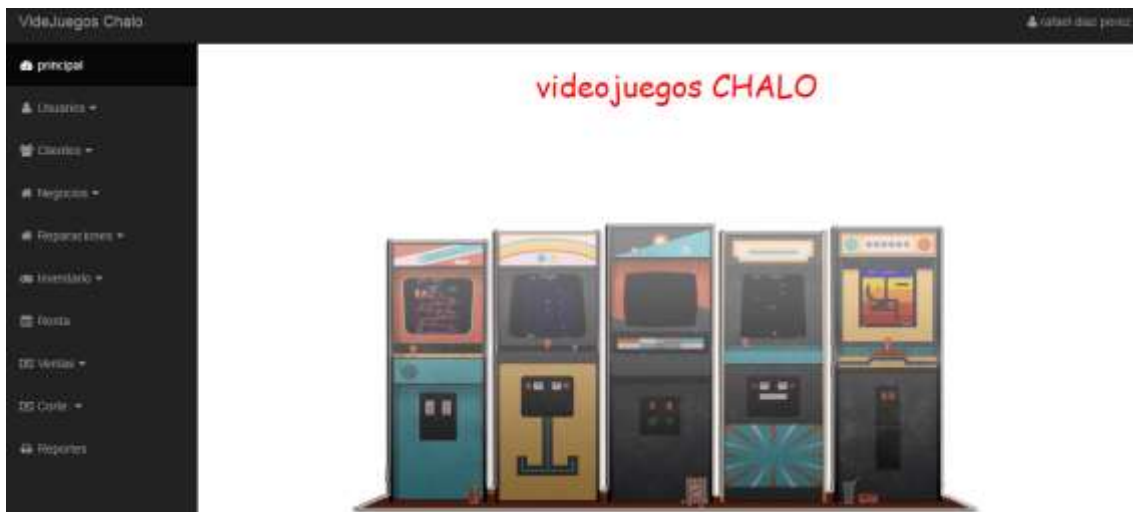 VideJuegos Chalo
rafael diaz perez
principal
Usuarios
Clientes
Negocios
Reparaciones
Inventario
Renta
Ventas
Corte
Reportes
videojuegos CHALO